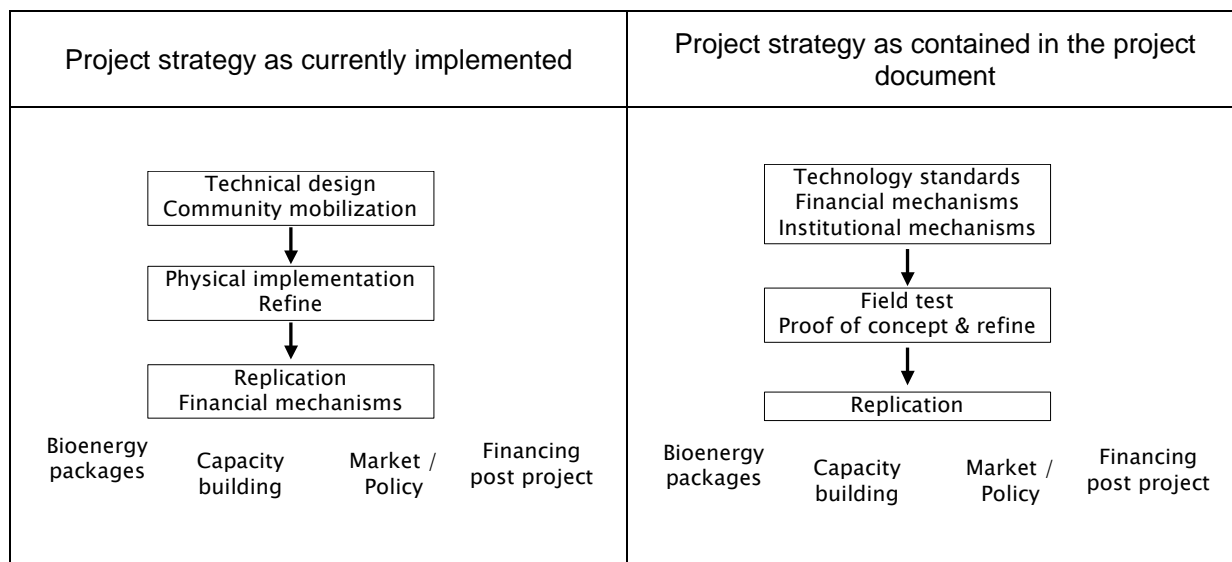 Project strategy as currently implemented
Project strategy as contained in the project
document
Technical design
Community mobilization
Physical implementation
Refine
Replication
Financial mechanisms
Bioenergy
packages
Capacity
building
Market /
Policy
Financing
post project
Technology standards
Financial mechanisms
Institutional mechanisms
Field test
Proof of concept & refine
Replication
Bioenergy
packages
Capacity
building
Market /
Policy
Financing
post project